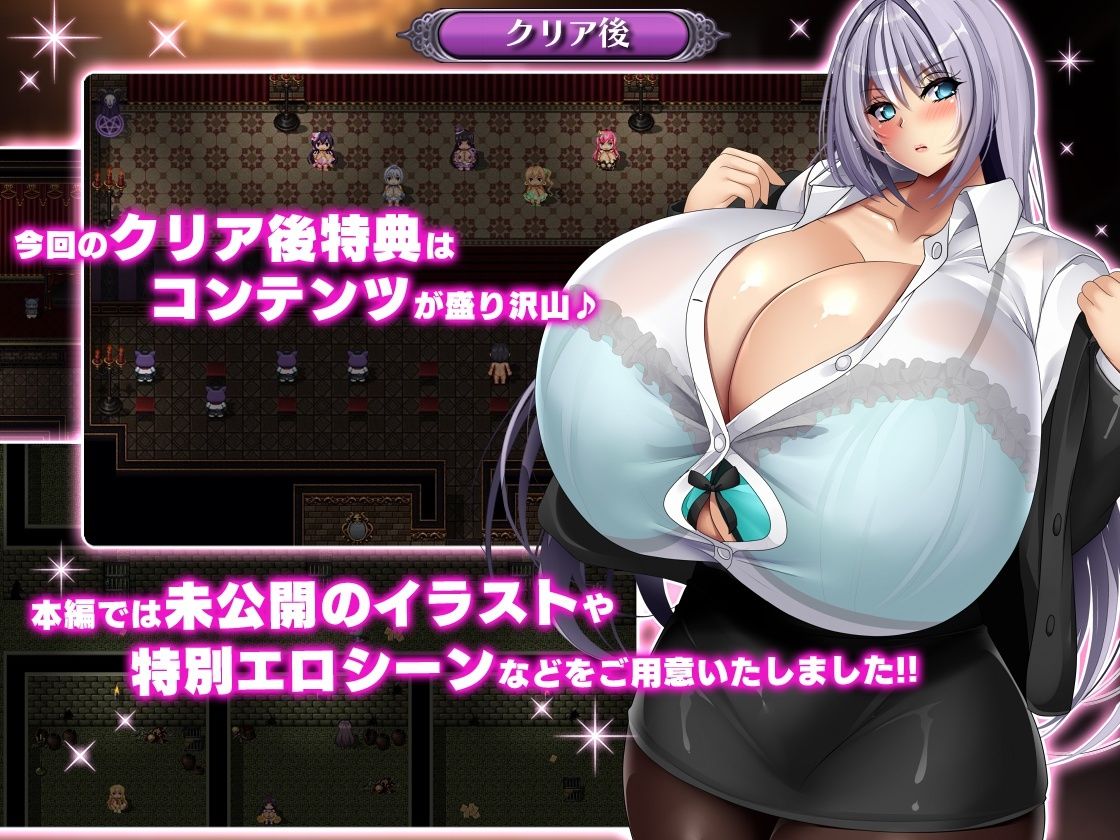 クリア後
今回のクリア後特典は
コンテンツが盛り沢山♪
本編では未公開のイラストや
特別エロシーンなどをご用意いたしました!!